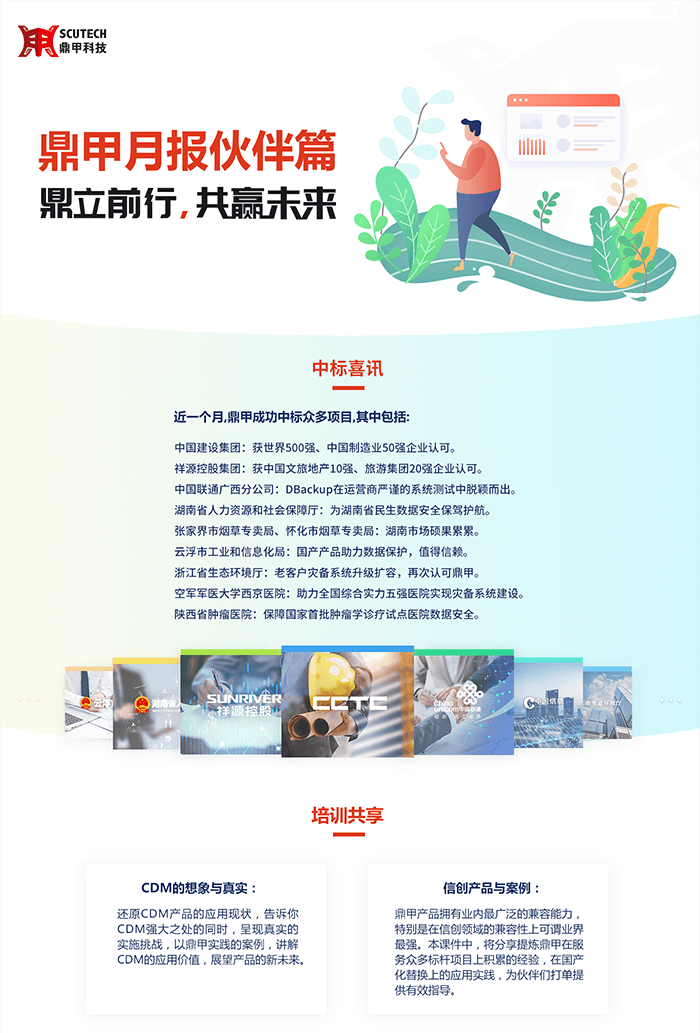 SCUTECH
鼎甲科技
鼎甲月报伙伴篇
鼎立前行,共赢未来
中标喜讯
近一个月,鼎甲成功中标众多项目,其中包括:
中国建设集团：获世界500强、中国制造业50强企业认可。
祥源控股集团：获中国文旅地产10强、旅游集团20强企业认可。
中国联通广西分公司：DBackup在运营商严谨的系统测试中脱颖而出。
湖南省人力资源和社会保障厅：为湖南省民生数据安全保驾护航。
张家界市烟草专卖局、怀化市烟草专卖局：湖南市场硕果累累。
云浮市工业和信息化局：国产产品助力数据保护，值得信赖。
浙江省生态环境厅：老客户灾备系统升级扩容，再次认可鼎甲。
空军军医大学西京医院：助力全国综合实力五强医院实现灾备系统建设。
陕西省肿瘤医院：保障国家首批肿瘤学诊疗试点医院数据安全。
云浮
湖南省
SUNRIVER
祥源控股
CCTC
China
unicom中国联通
中国烟草
培训共享
CDM的想象与真实：
还原CDM产品的应用现状，告诉你
CDM强大之处的同时，呈现真实的
实施挑战，以鼎甲实践的案例，讲解
CDM的应用价值，展望产品的新未来。
信创产品与案例：
鼎甲产品拥有业内最广泛的兼容能力，
特别是在信创领域的兼容性上可谓业界
最强。本课件中，将分享提炼鼎甲在服
务众多标杆项目上积累的经验，在国产
化替换上的应用实践，为伙伴们打单提
供有效指导。